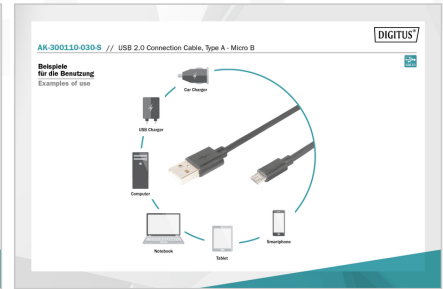 DIGITUS®
AK-300110-030-S // USB 2.0 Connection Cable, Type A - Micro B
Beispiele
für die Benutzung
Examples of use
Car Charger
USB Charger
Computer
Notebook
Tablet
Smartphone